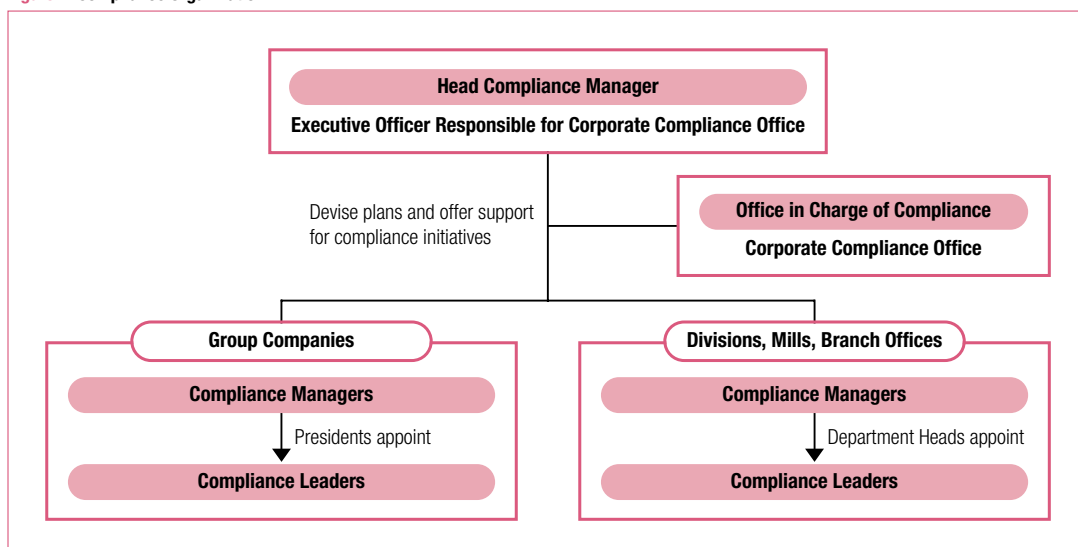 Head Compliance Manager
Executive Officer Responsible for Corporate Compliance Office
Devise plans and offer support
for compliance initiatives
Office in Charge of Compliance
Corporate Compliance Office
Group Companies
Compliance Managers
Presidents appoint
Compliance Leaders
Divisions, Mills, Branch Offices
Compliance Managers
Department Heads appoint
Compliance Leaders